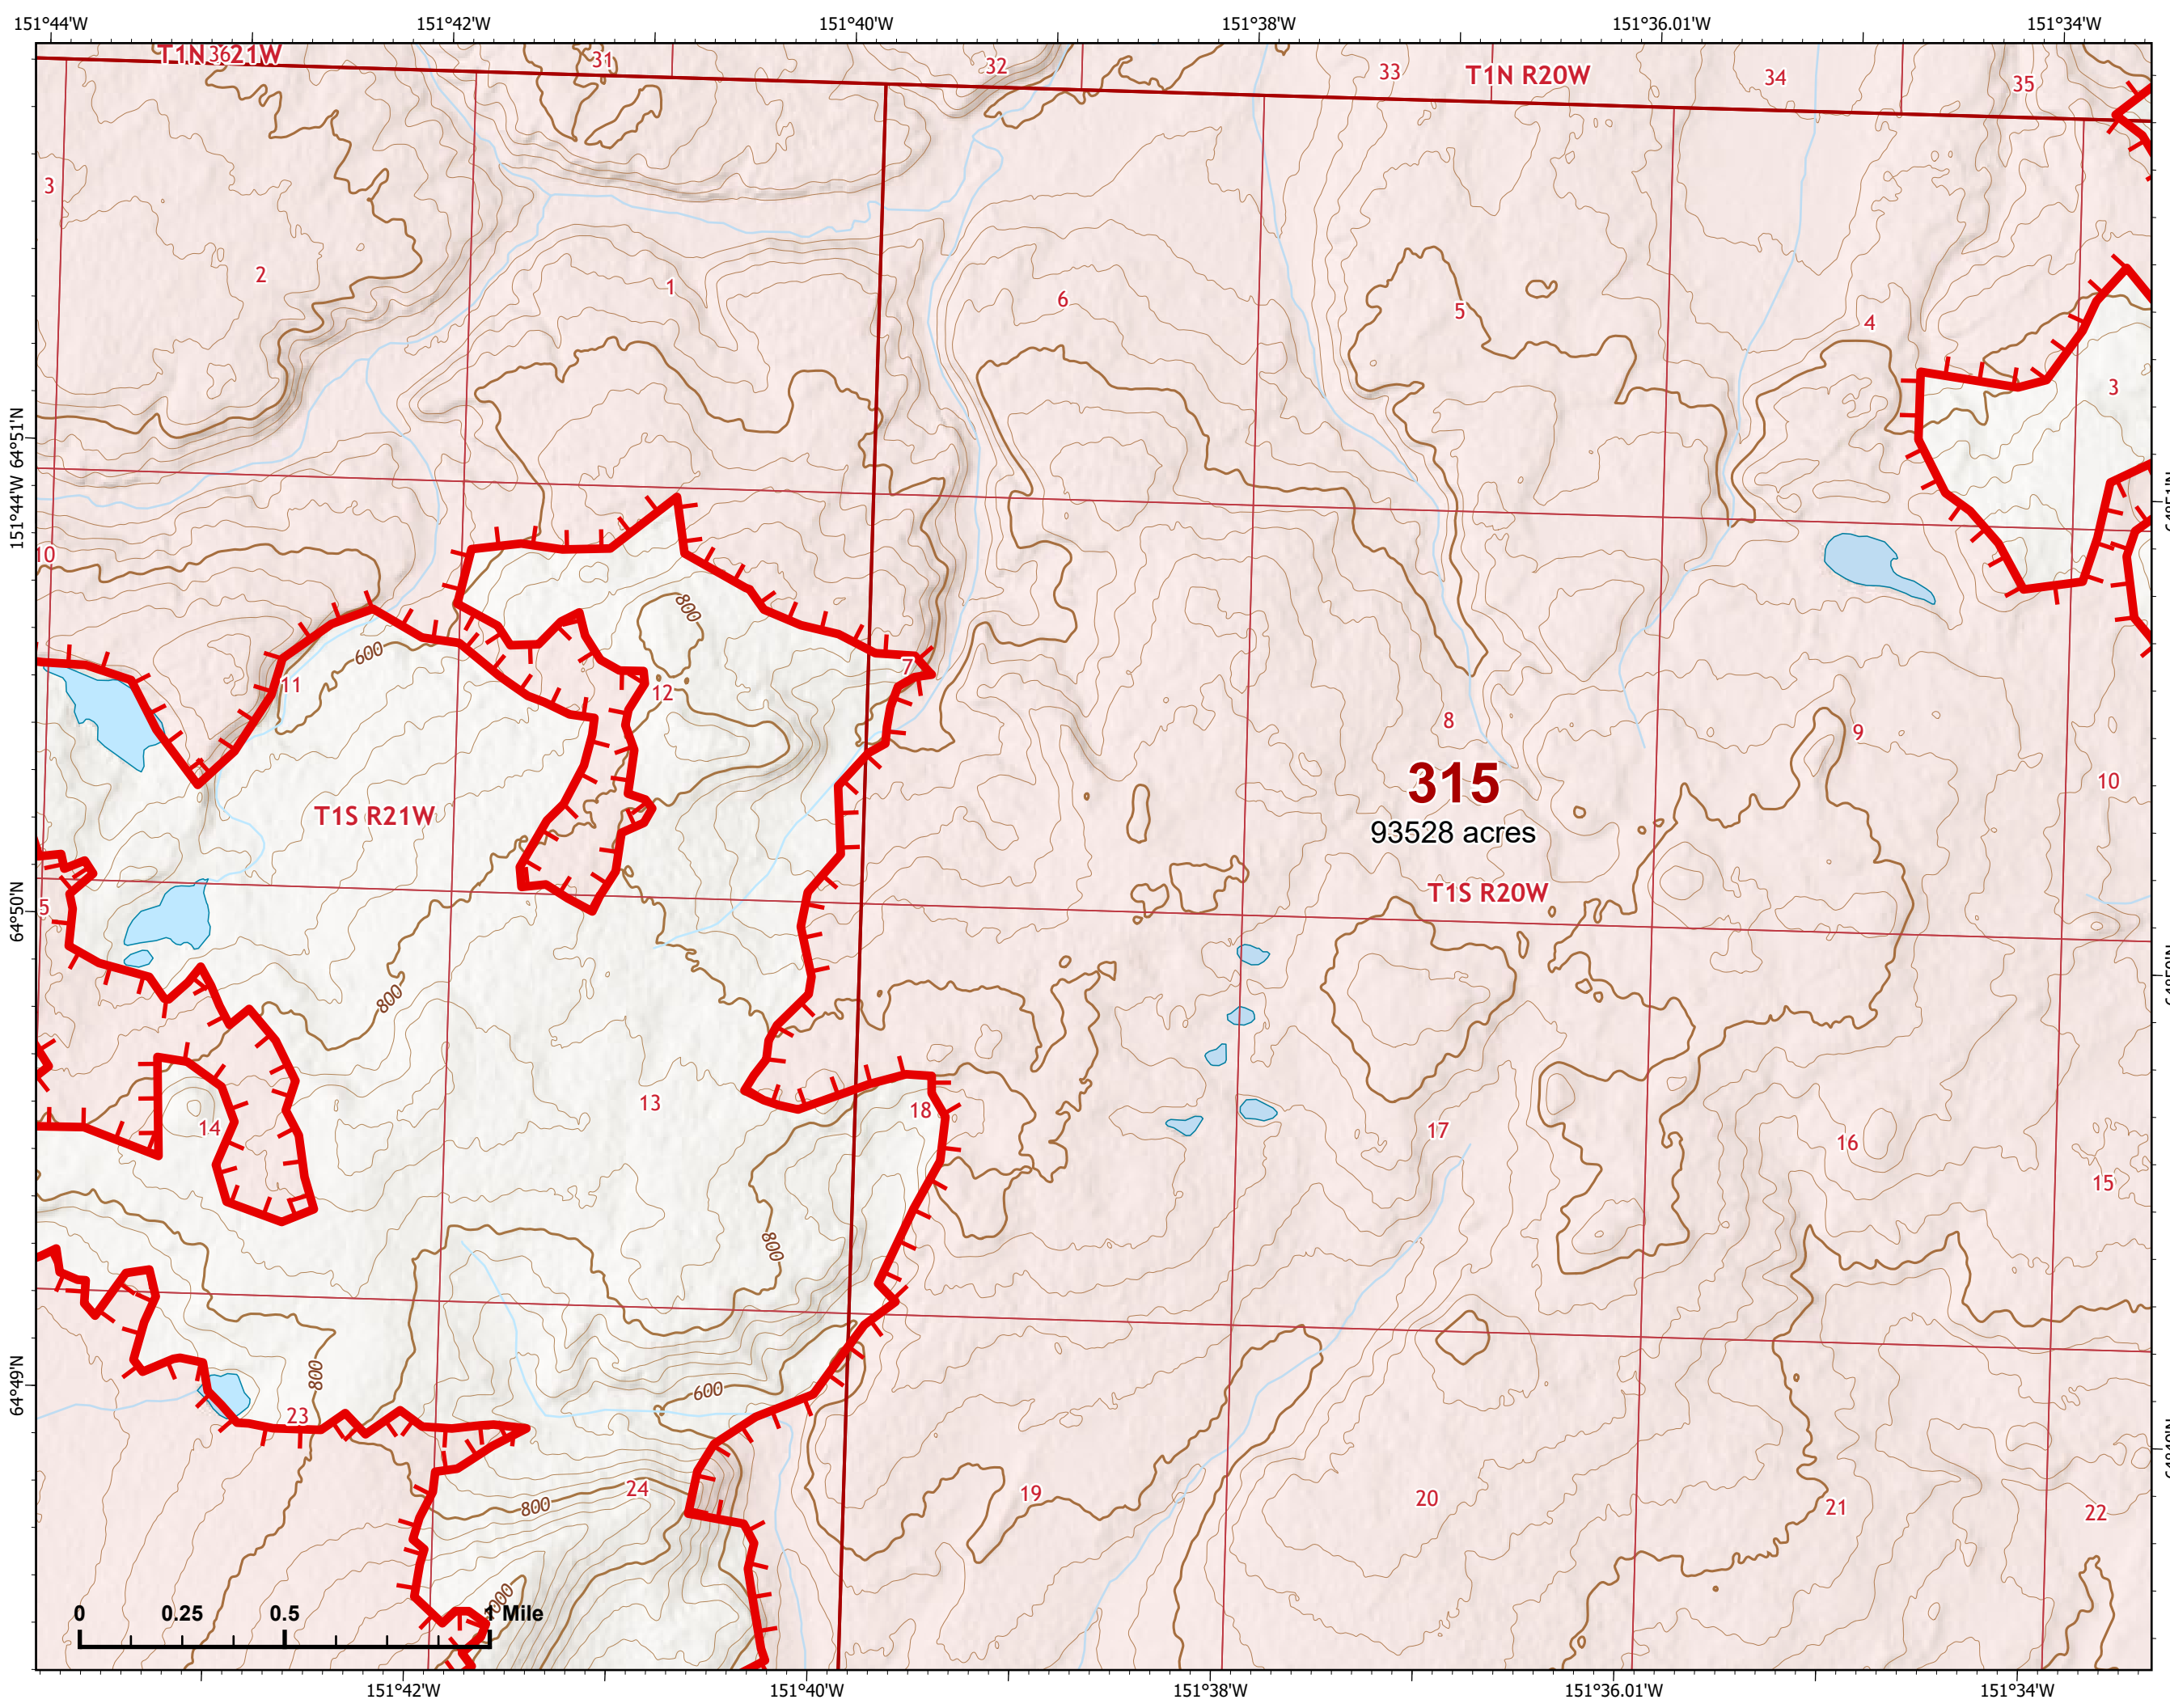 151°44'W 151°42'W 151°40'W 151°38'W 151°36.01'W 151°34'W
T1N 21W 36 31 32 33 T1N R20W 34 35
3 2 1 6 5 4 3
151°44'W 64°51'N
10 11 12 7 8 9 10
600 800
315
93528 acres
T1S R21W
T1S R20W
64°50'N
5
800
14 13 18 17 16 15
800
800
600
64°49'N
23 24 19 20 21 22
800
0 0.25 0.5 1 Mile
151°42'W 151°40'W 151°38'W 151°36.01'W 151°34'W